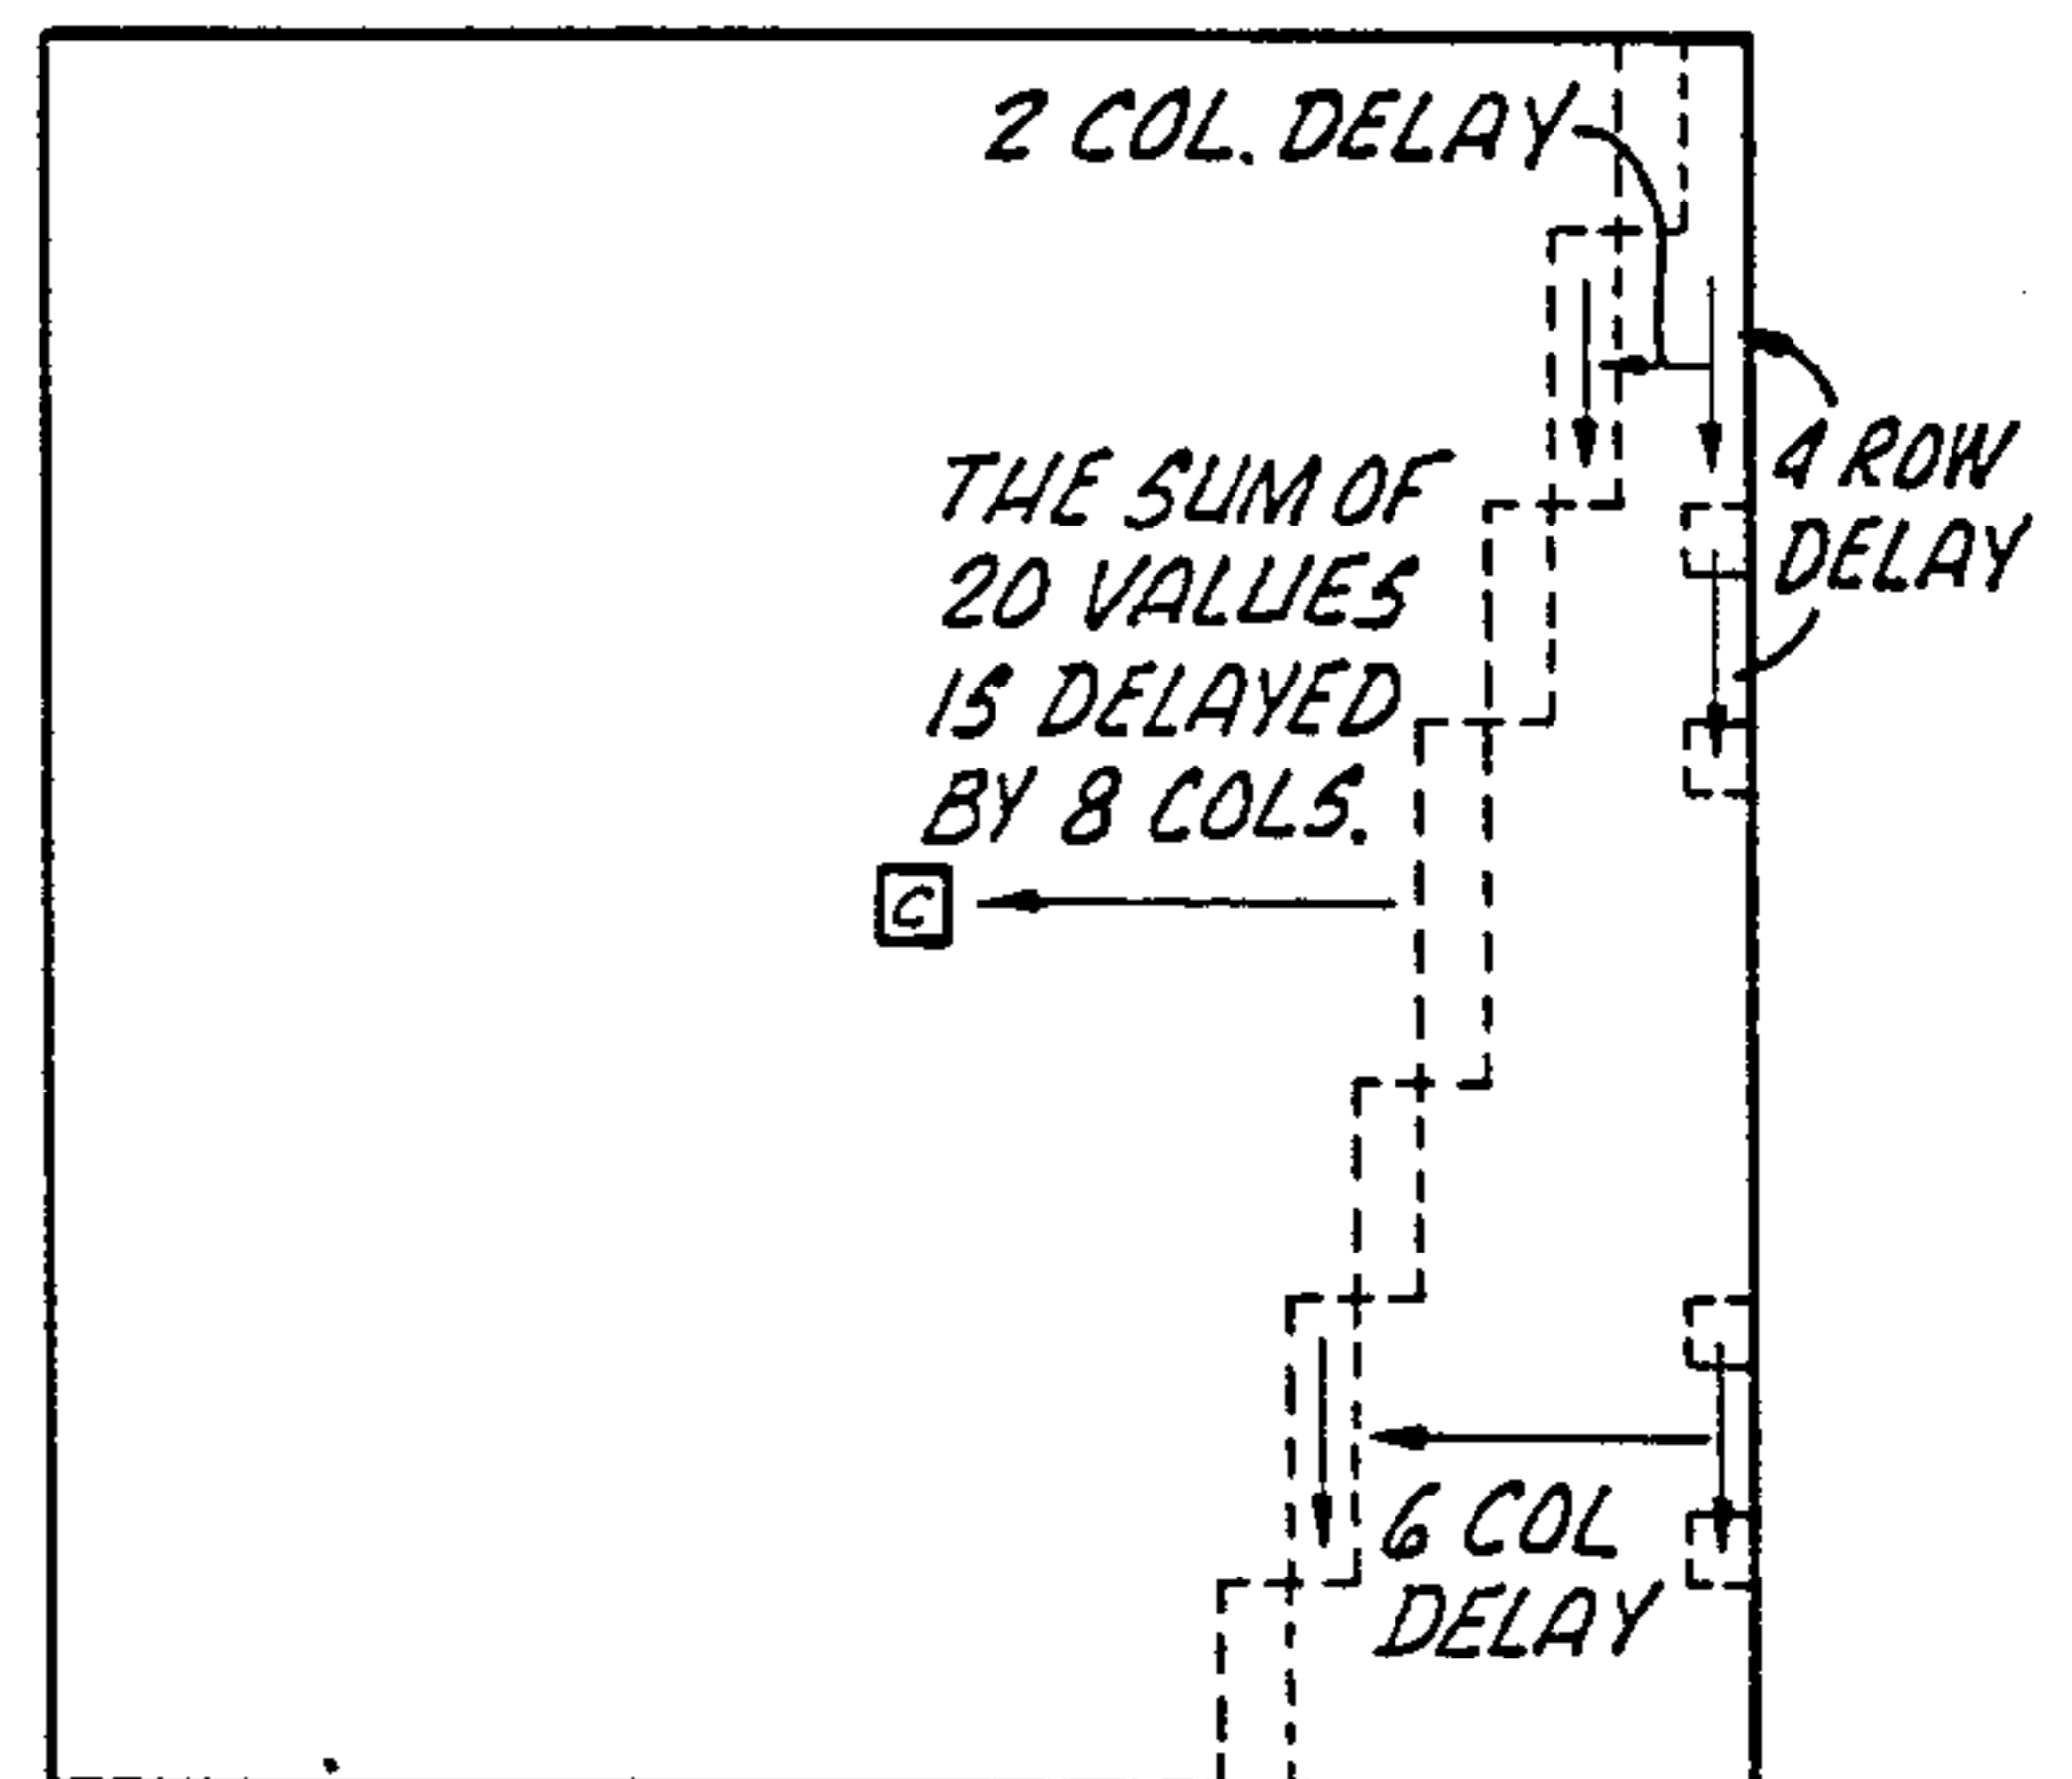 2 COL. DELAY
4 ROW
DELAY
THE SUM OF
20 VALUES
IS DELAYED
BY 8 COLS.
C
6 COL
DELAY